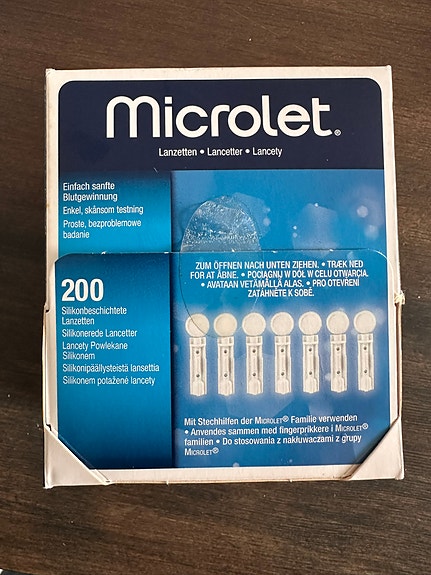 Microlet®
Lanzetten • Lancetter • Lancety
Einfach sanfte
Blutgewinnung
Enkel, skånsom testning
Proste, bezproblemowe
badanie
ZUM ÖFFNEN NACH UNTEN ZIEHEN. • TRÆK NED
FOR AT ÅBNE. • POCIĄGNIJ W DÓŁ W CELU OTWARCIA.
• AVATAAN VETÄMÄLLÄ ALAS. • PRO OTEVŘENÍ
ZATÁHNĚTE K SOBĚ.
200
Silikonbeschichtete
Lanzetten
Silikonerede Lancetter
Lancety Powlekane
Silikonem
Silikonipäällysteistä lansettia
Silikonem potažené lancety
Mit Stechhilfen der MICROLET® Familie verwenden
• Anvendes sammen med fingerprikkere i MICROLET®
familien • Do stosowania z nakłuwaczami z grupy
MICROLET®